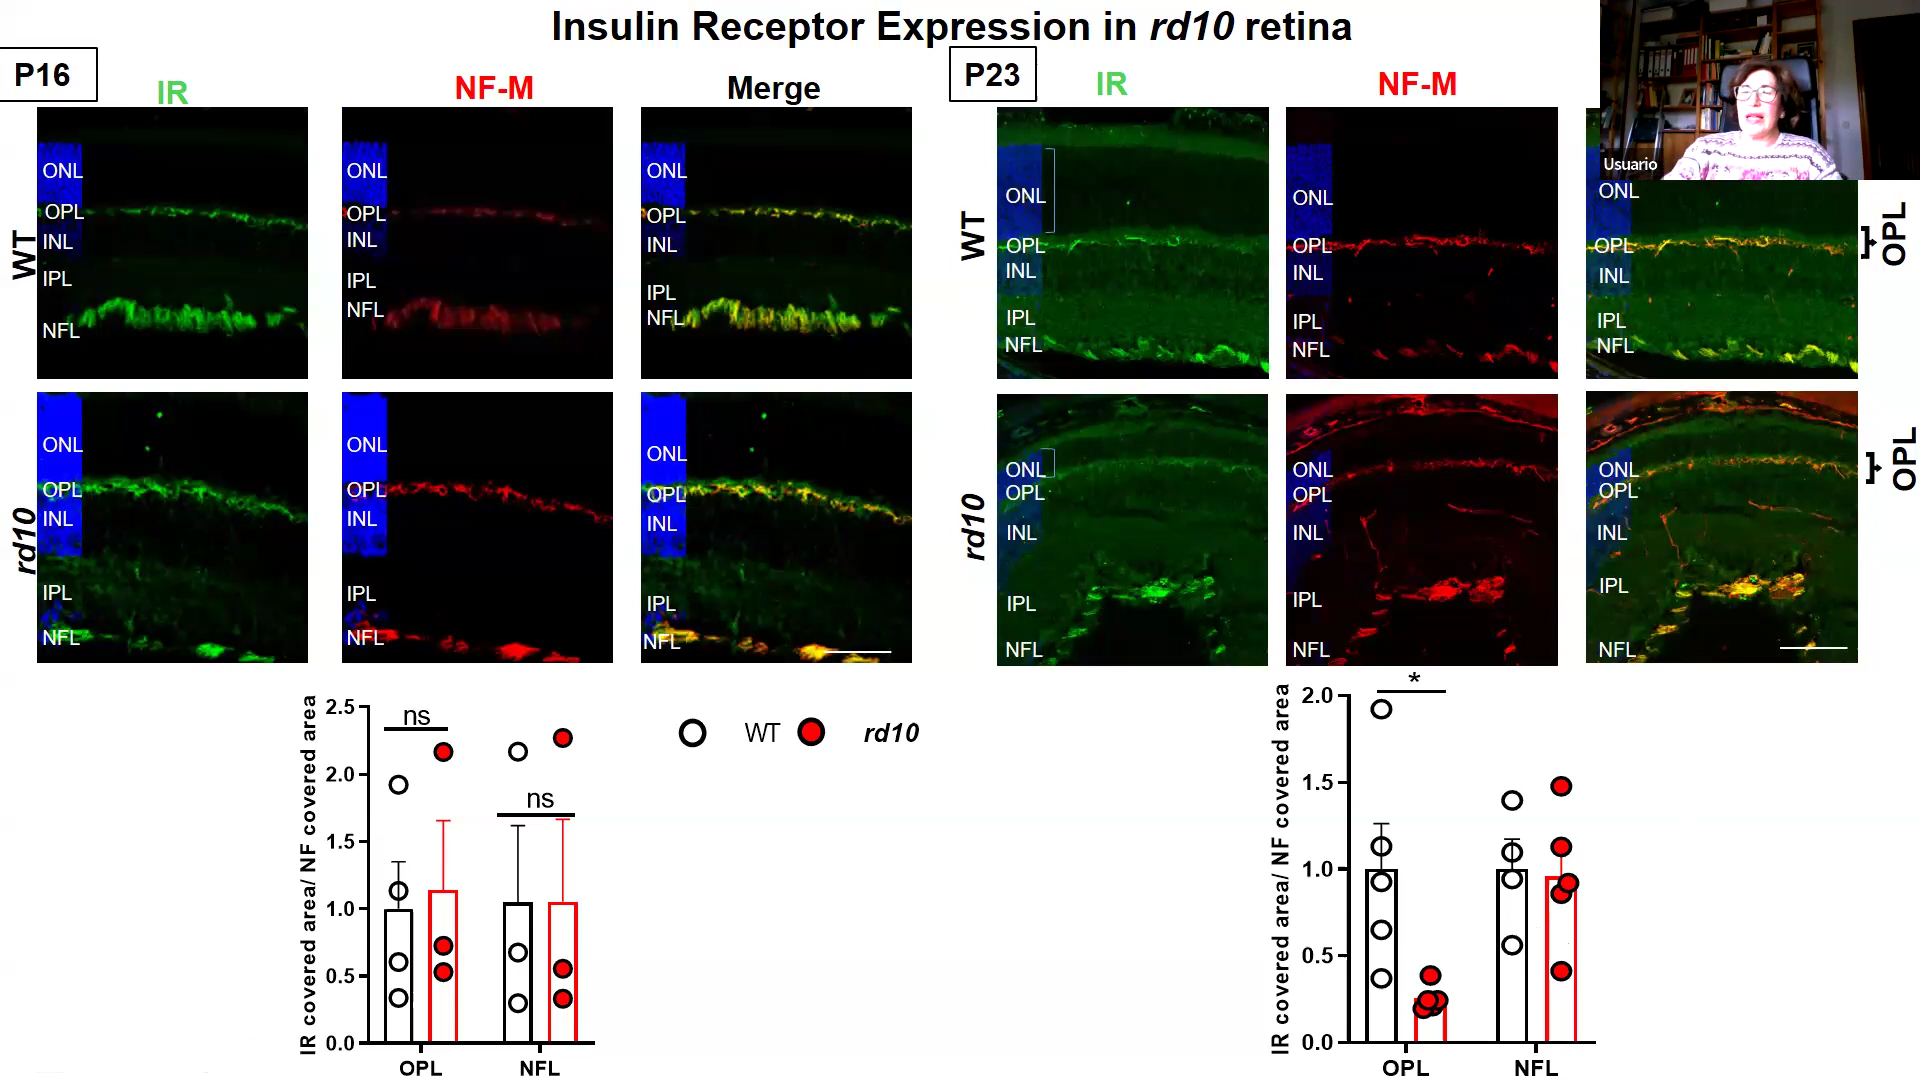 Insulin Receptor Expression in rd10 retina
P16
IR
NF-M
Merge
WT
ONL
OPL
INL
IPL
NFL
ONL
OPL
INL
IPL
NFL
ONL
OPL
INL
IPL
NFL
rd10
ONL
OPL
INL
IPL
NFL
ONL
OPL
INL
IPL
NFL
ONL
OPL
INL
IPL
NFL
P23
IR
NF-M
Usuario
WT
ONL
OPL
INL
IPL
NFL
ONL
OPL
INL
IPL
NFL
ONL
OPL
INL
IPL
NFL
OPL
rd10
ONL
OPL
INL
IPL
NFL
ONL
OPL
INL
IPL
NFL
ONL
OPL
INL
IPL
NFL
OPL
IR covered area/ NF covered area
2.5
2.0
1.5
1.0
0.5
0.0
ns
ns
OPL
NFL
WT
rd10
IR covered area/ NF covered area
2.0
1.5
1.0
0.5
0.0
*
OPL
NFL